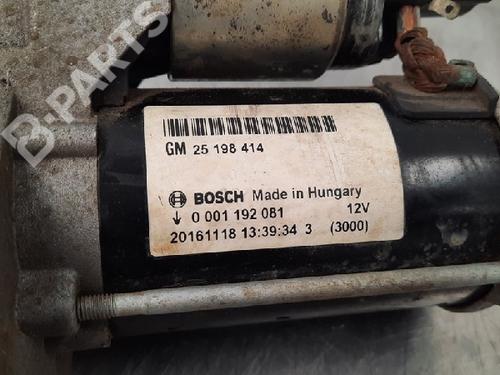 B-PARTS
GM 25 198 414
BOSCH Made in Hungary
0 001 192 081 12V
20161118 13:39:34 3 (3000)